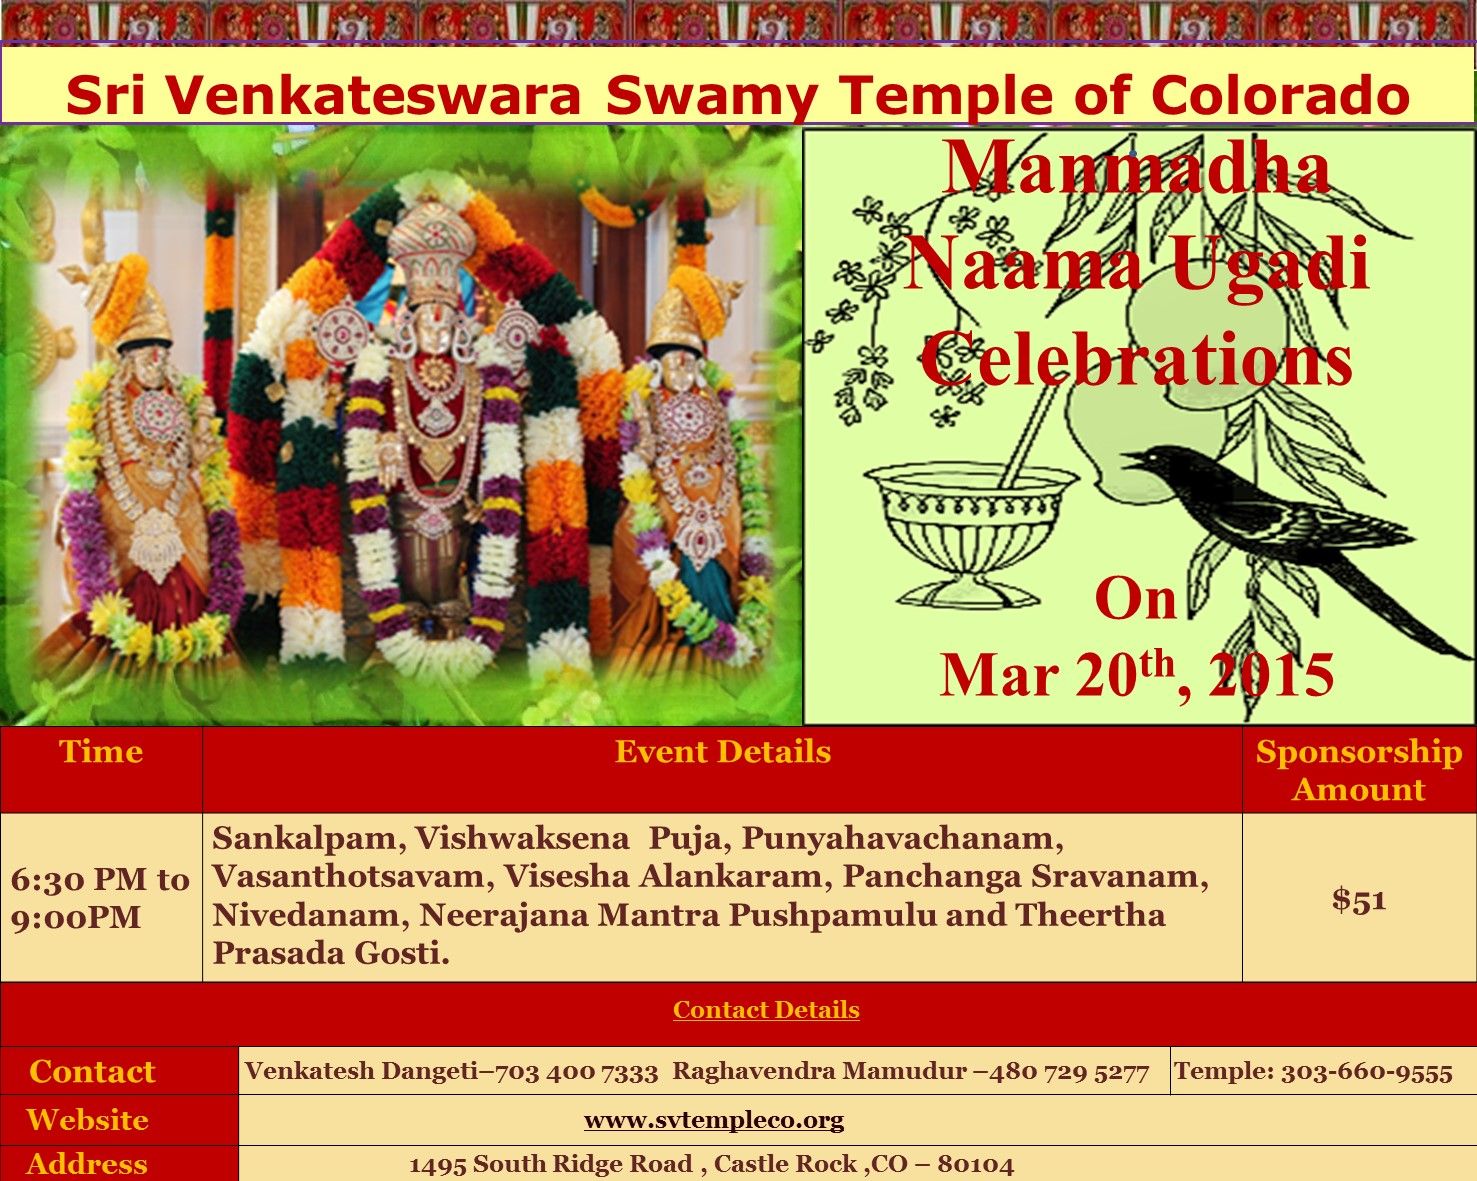 Sri Venkateswara Swamy Temple of Colorado
Manmadha
Naama Ugadi
Celebrations
On
Mar 20th, 2015
Time
Event Details
Sponsorship
Amount
6:30 PM to
9:00PM
Sankalpam, Vishwaksena  Puja, Punyahavachanam,
Vasanthotsavam, Visesha Alankaram, Panchanga Sravanam,
Nivedanam, Neerajana Mantra Pushpamulu and Theertha
Prasada Gosti.
$51
Contact Details
Contact
Venkatesh Dangeti–703 400 7333  Raghavendra Mamudur –480 729 5277
Temple: 303-660-9555
Website
www.svtempleco.org
Address
1495 South Ridge Road , Castle Rock ,CO – 80104